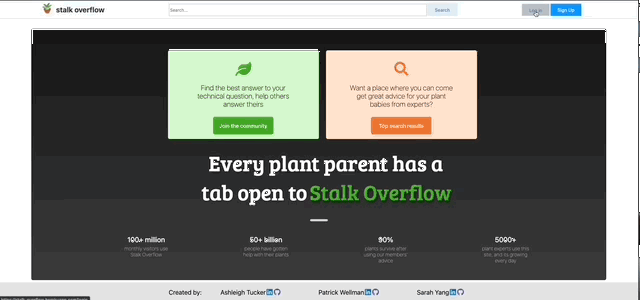 stalk overflow
Search...
Search
Log in
Sign Up
Find the best answer to your
technical question, help others
answer theirs
Join the community
Want a place where you can come
get great advice for your plant
babies from experts?
Top search results
Every plant parent has a
tab open to Stalk Overflow
100+ million
monthly visitors use
Stalk Overflow
50+ billion
people have gotten
help with their plants
90%
plants survive after
using our members'
advice
5000+
plant experts use this
site, and its growing
every day
Created by:
Ashleigh Tucker
Patrick Wellman
Sarah Yang